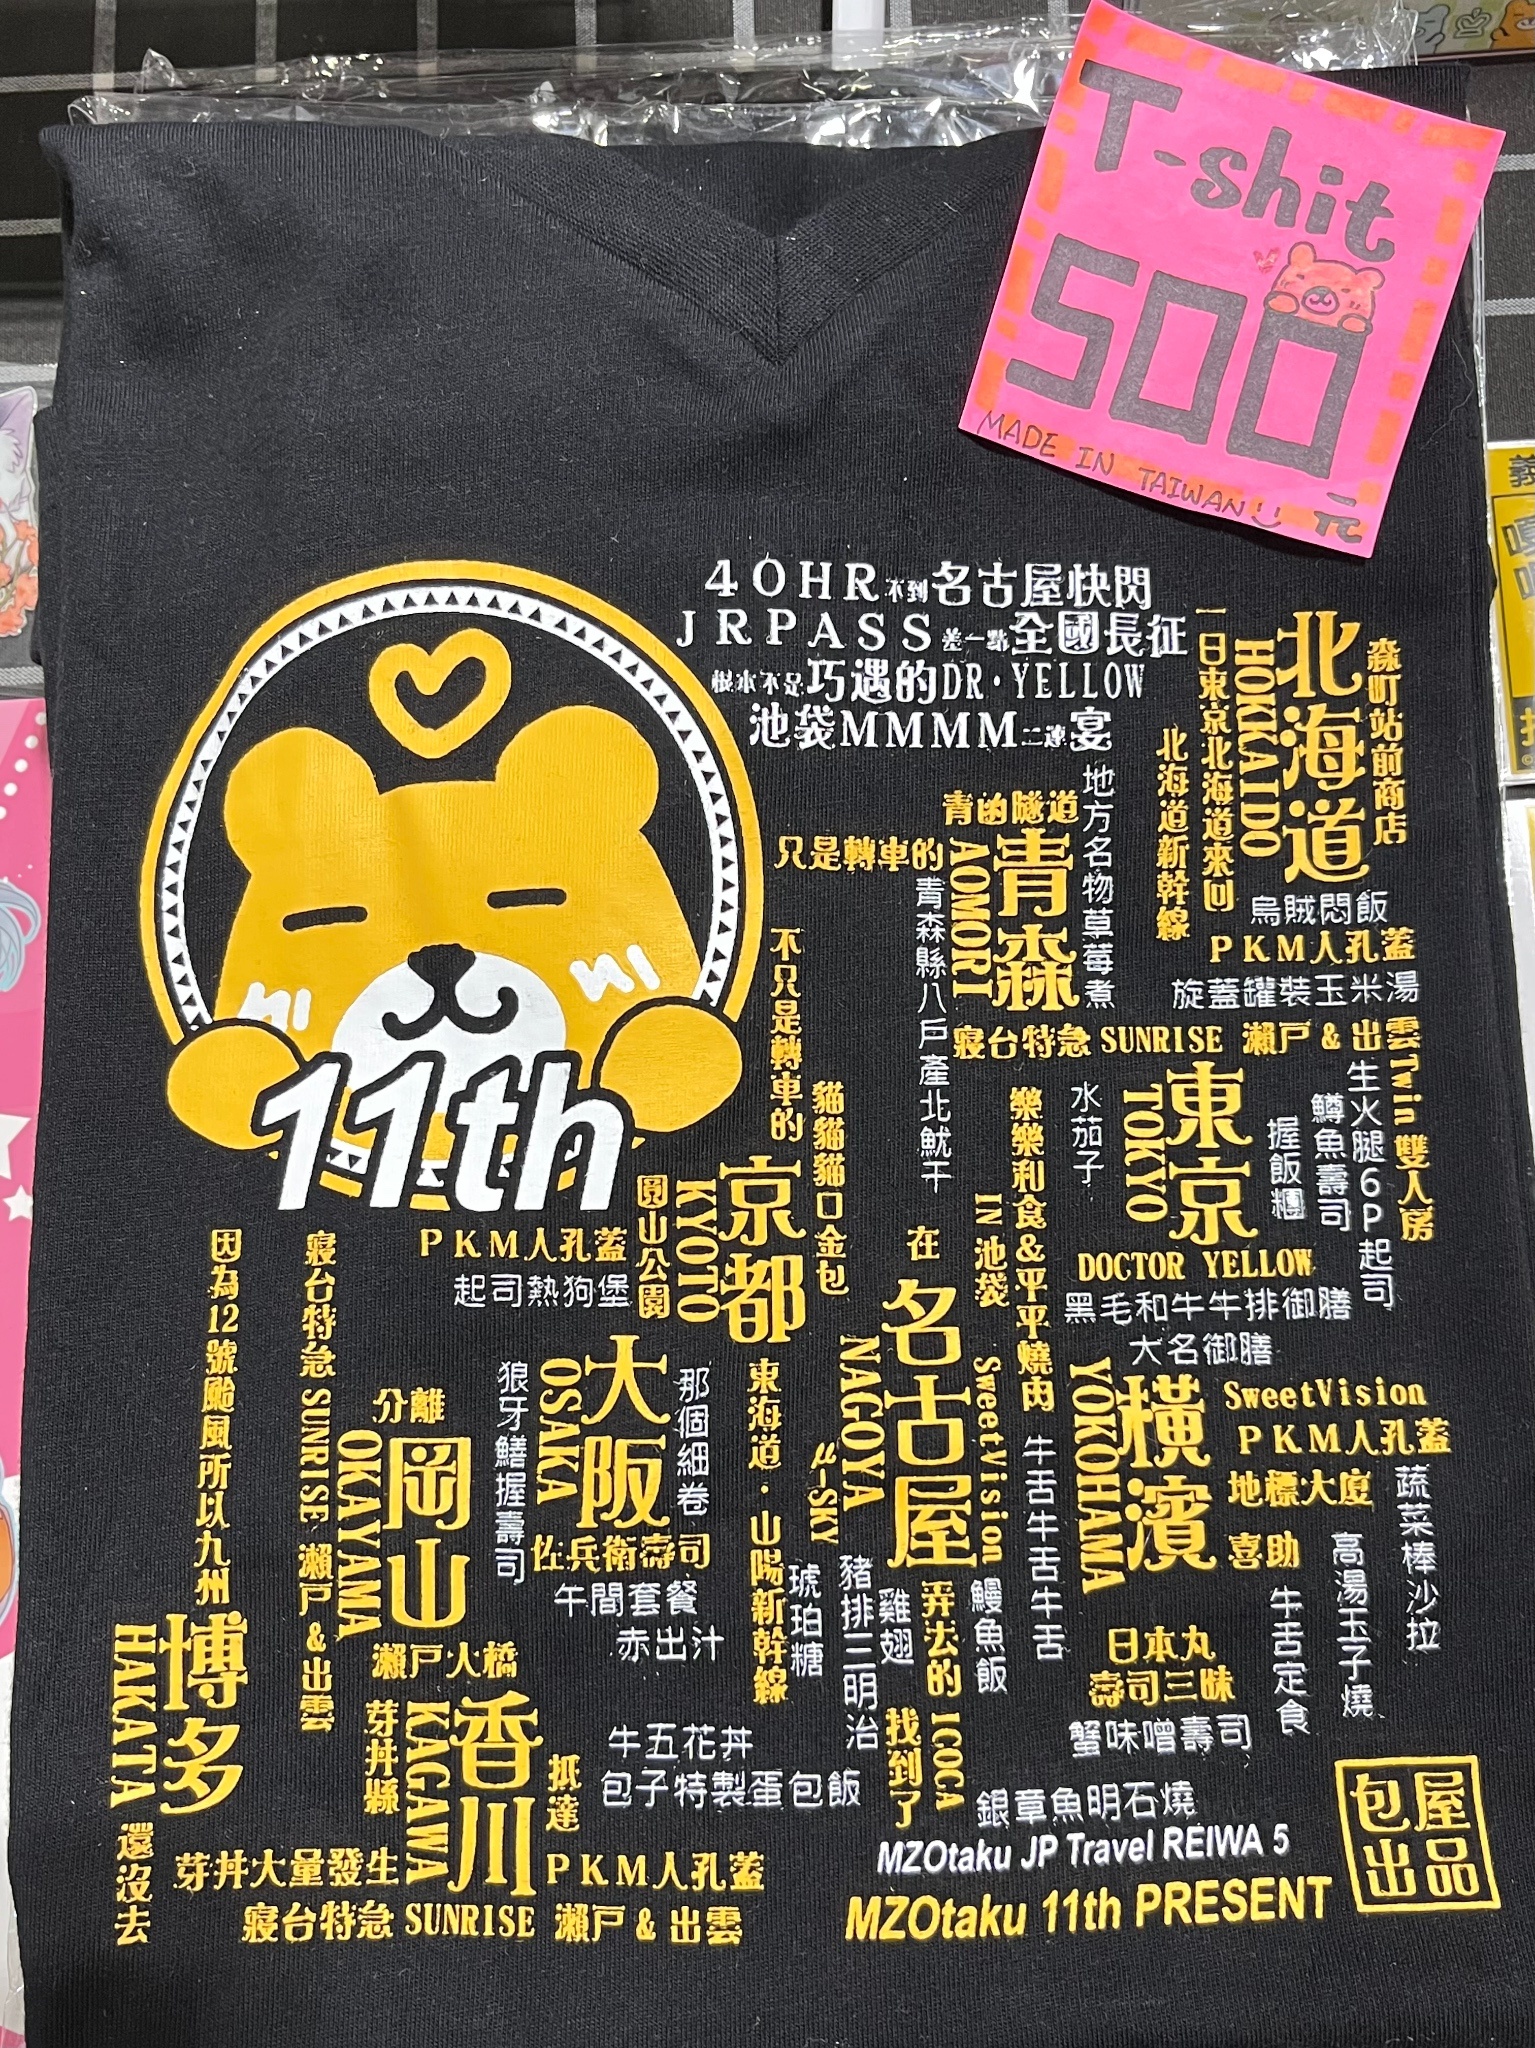 T-shit
500
元
MADE IN TAIWAN
40HR不到名古屋快閃
JRPASS差一點全國長征
根本不是巧遇的DR·YELLOW
池袋MMMM二連宴
北海道
HOKKAIDO
森町站前商店
一日東京北海道來回
北海道新幹線
烏賊悶飯
PKM人孔蓋
旋蓋罐裝玉米湯
青函隧道
只是轉車的
青森
AOMORI
地方名物草莓煮
青森縣八戶產北魷干
寢台特急 SUNRISE 瀨戶 & 出雲Twin 雙人房
東京
TOKYO
水茄子
握飯糰
鱒魚壽司
生火腿6P起司
樂樂和食&平平燒肉
IN 池袋
牛舌牛舌牛舌
DOCTOR YELLOW
黑毛和牛牛排御膳
大名御膳
橫濱
YOKOHAMA
SweetVision
PKM人孔蓋
地標大廈
喜助
蔬菜棒沙拉
高湯玉子燒
牛舌定食
日本丸
壽司三昧
蟹味噌壽司
在
名古屋
NAGOYA
SweetVision
μ-SKY
鰻魚飯
弄丟的 ICOCA
找到了
雞翅
豬排三明治
琥珀糖
銀章魚明石燒
不只是轉車的
京都
KYOTO
貓貓貓口金包
圓山公園
東海道·山陽新幹線
PKM人孔蓋
起司熱狗堡
大阪
OSAKA
那個細卷
狼牙鱔握壽司
佐兵衛壽司
午間套餐
赤出汁
分離
岡山
OKAYAMA
寢台特急 SUNRISE 瀨戶 & 出雲
瀨戶大橋
香川
KAGAWA
芽丼縣
抵達
牛五花丼
包子特製蛋包飯
芽丼大量發生
PKM人孔蓋
寢台特急 SUNRISE 瀨戶 & 出雲
因為12號颱風所以九州
博多
HAKATA
還沒去
11th
MZOtaku JP Travel REIWA 5
MZOtaku 11th PRESENT
包屋
出品